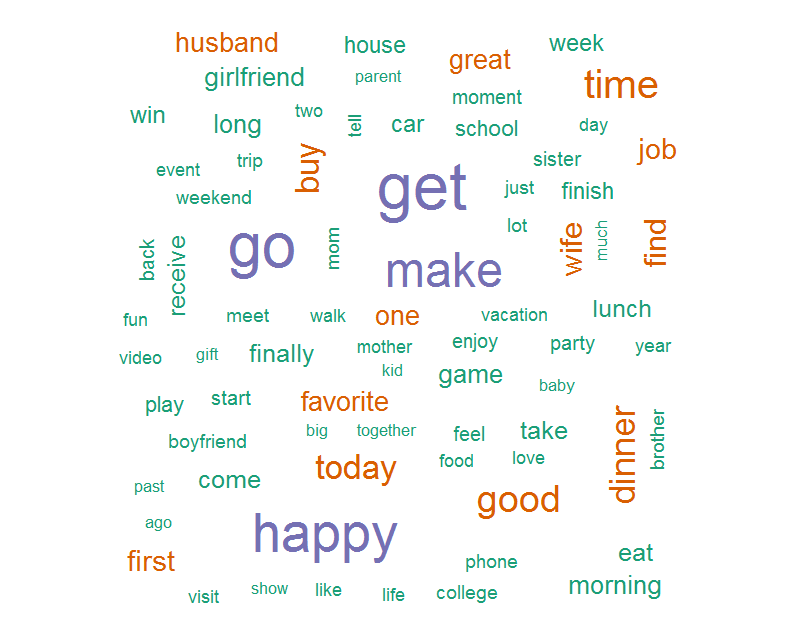 husband
house
week
great
girlfriend
parent
time
moment
win
two
long
tell
car
school
day
buy
job
event
trip
sister
weekend
get
just
finish
lot
wife
much
find
go
mom
back
receive
make
fun
meet
walk
one
vacation
lunch
video
gift
finally
mother
enjoy
party
year
kid
game
baby
play
start
favorite
boyfriend
big
together
feel
take
dinner
brother
past
come
today
food
love
ago
good
happy
first
phone
eat
visit
show
like
life
college
morning